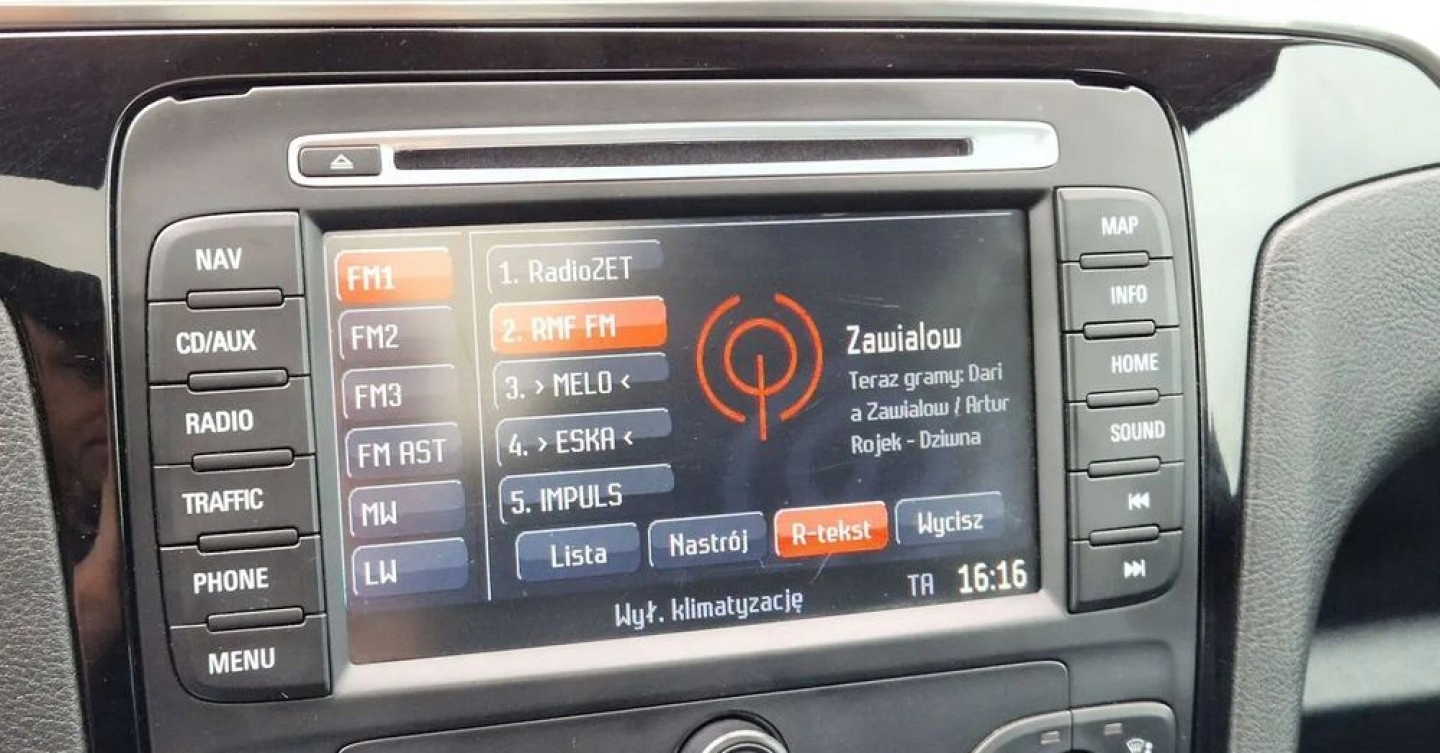 NAV
CD/AUX
RADIO
TRAFFIC
PHONE
MENU
FM1
FM2
FM3
FM AST
MW
LW
1. RadioZET
2. RMF FM
3. > MELO <
4. > ESKA <
5. IMPULS
Zawialow
Teraz gramy: Dari
a Zawialow / Artur
Rojek - Dziwna
Lista
Nastrój
R-tekst
Wycisz
TA 16:16
Wył. klimatyzację
MAP
INFO
HOME
SOUND